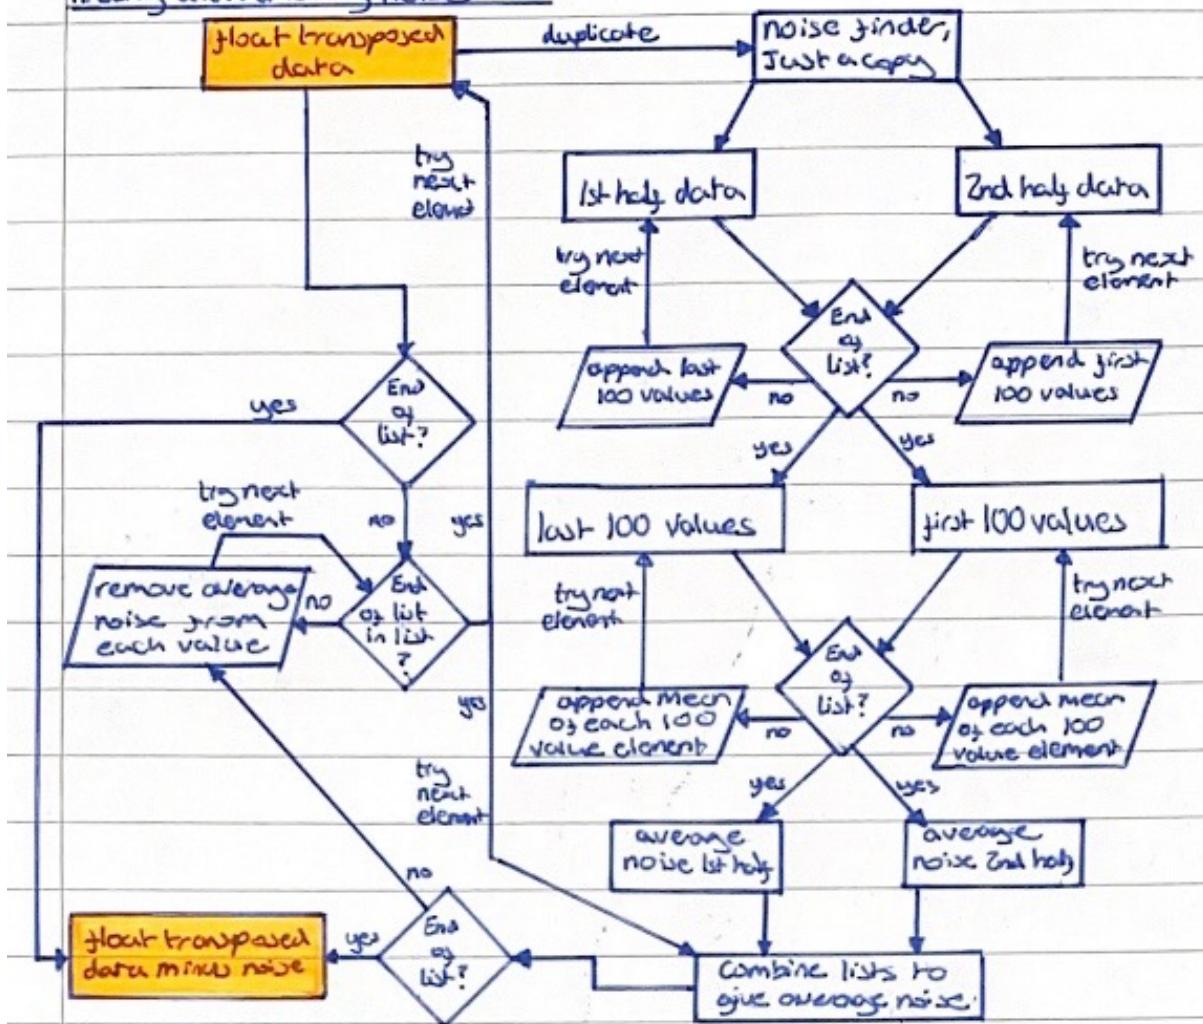 float transposed
data
duplicate
noise finder,
Just a copy
try
next
1st half data
2nd half data
try next
element
try next
element
End
of
list?
append last
100 values
no
no
append first
100 values
yes
End
of
list?
yes
yes
try next
element
no
yes
last 100 values
first 100 values
remove average
noise from
each value
no
End
of list
in list
?
try next
element
try next
element
End
of
list?
yes
append mean
of each 100
value element
no
no
append mean
of each 100
value element
try
next
element
yes
yes
average
noise 1st half
average
noise 2nd half
no
float transposed
data minus noise
yes
End
of
list?
Combine lists to
give average noise.